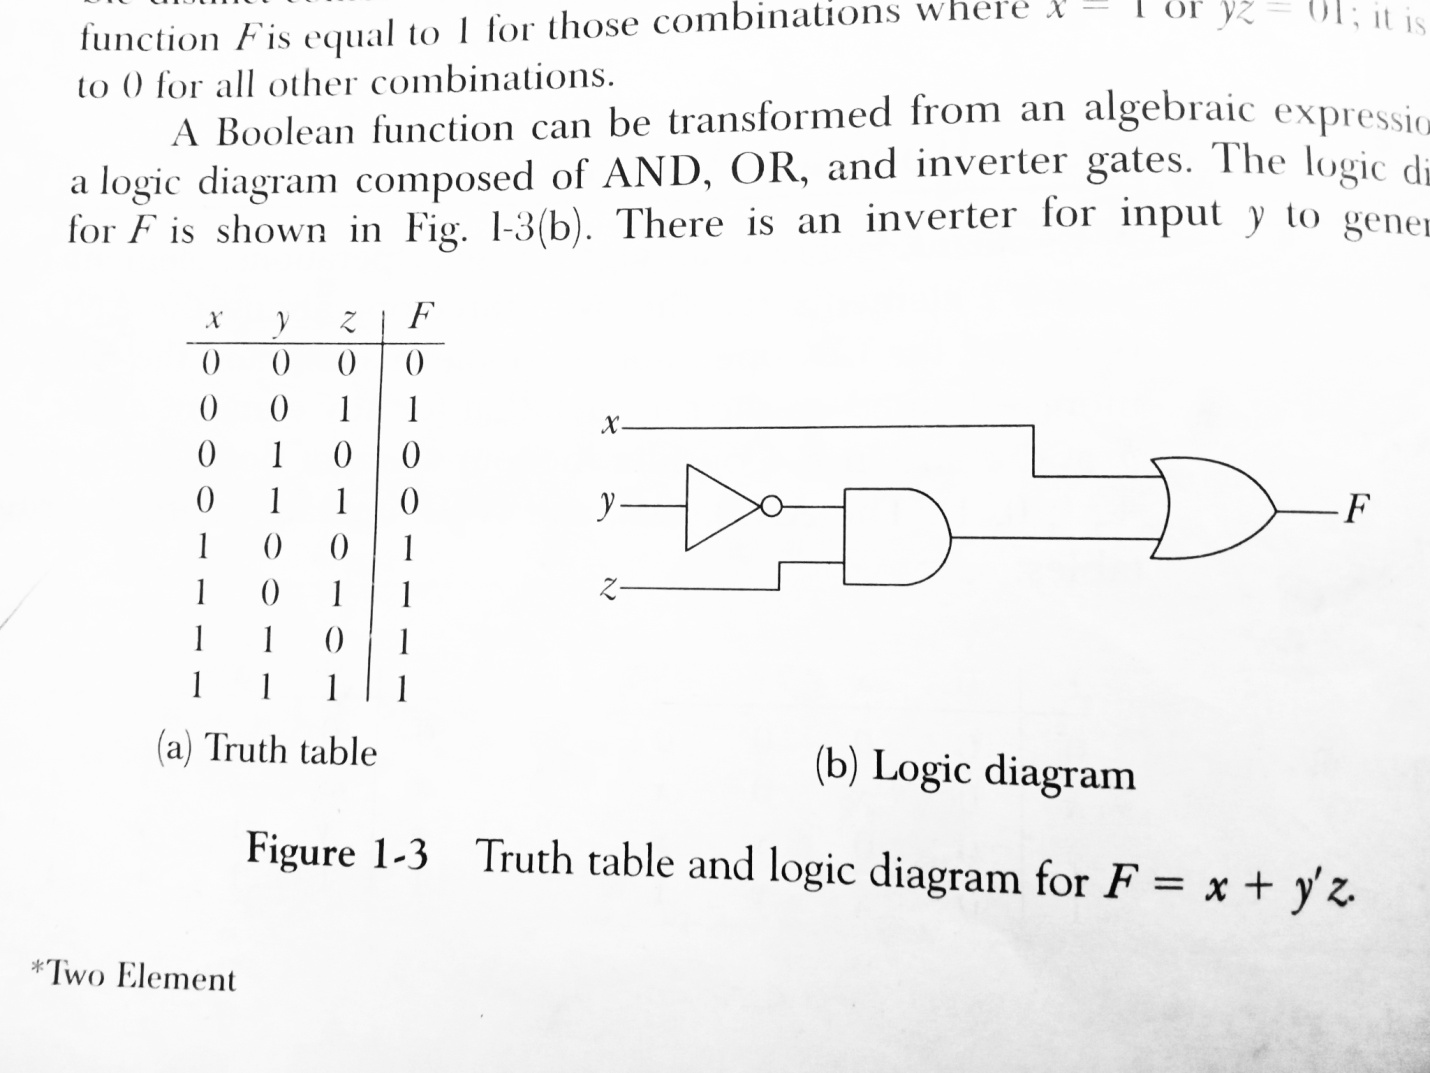 function F is equal to 1 for those combinations where x = 1 or yz = 01; it is
to 0 for all other combinations.
A Boolean function can be transformed from an algebraic expressio
a logic diagram composed of AND, OR, and inverter gates. The logic di
for F is shown in Fig. 1-3(b). There is an inverter for input y to gener
x y z F
0 0 0 0
0 0 1 1
0 1 0 0
0 1 1 0
1 0 0 1
1 0 1 1
1 1 0 1
1 1 1 1
(a) Truth table
x
y
z
F
(b) Logic diagram
Figure 1-3 Truth table and logic diagram for F = x + y'z.
*Two Element